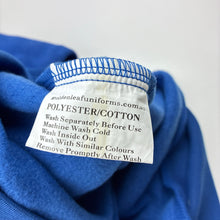 goldenleafuniforms.com.au
POLYESTER/COTTON
Wash Separately Before Use
Machine Wash Cold
Wash Inside Out
Wash With Similar Colours
Remove Promptly After Wash